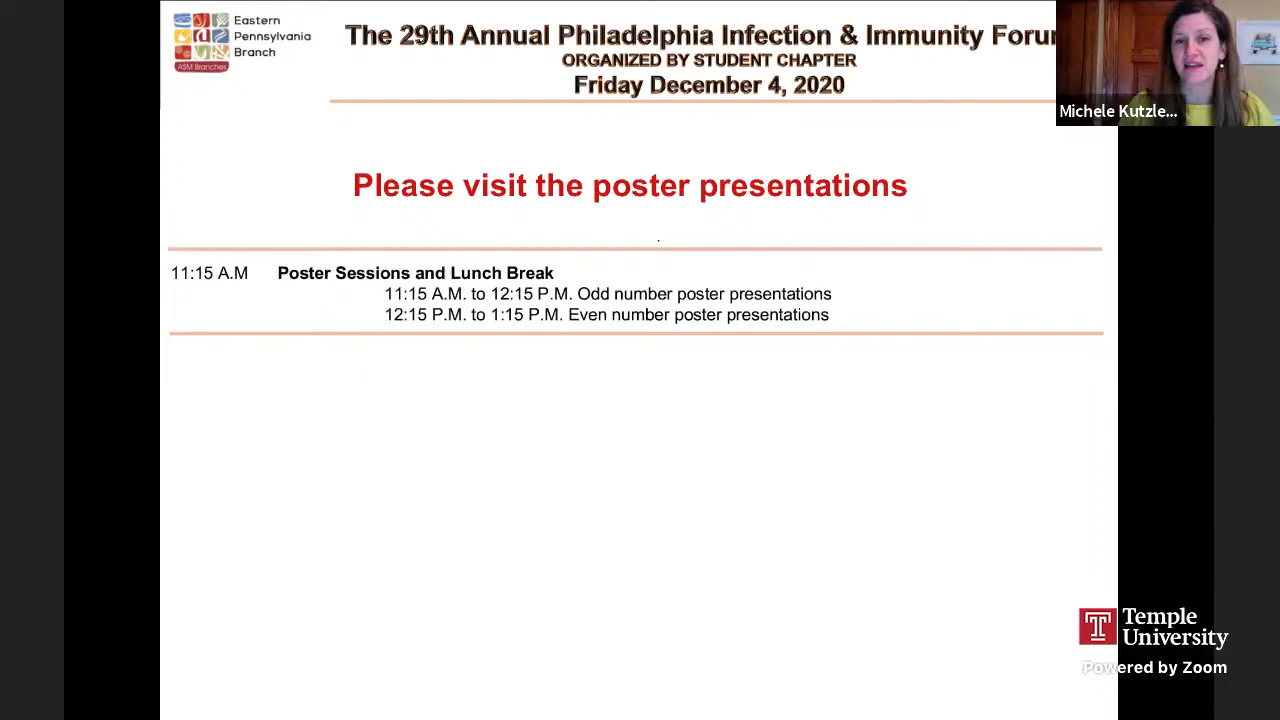 Eastern
Pennsylvania
Branch
ASM Branches
The 29th Annual Philadelphia Infection & Immunity Forum
ORGANIZED BY STUDENT CHAPTER
Friday December 4, 2020
Michele Kutzle...
Please visit the poster presentations
.
11:15 A.M Poster Sessions and Lunch Break
11:15 A.M. to 12:15 P.M. Odd number poster presentations
12:15 P.M. to 1:15 P.M. Even number poster presentations
Temple
University
Powered by Zoom